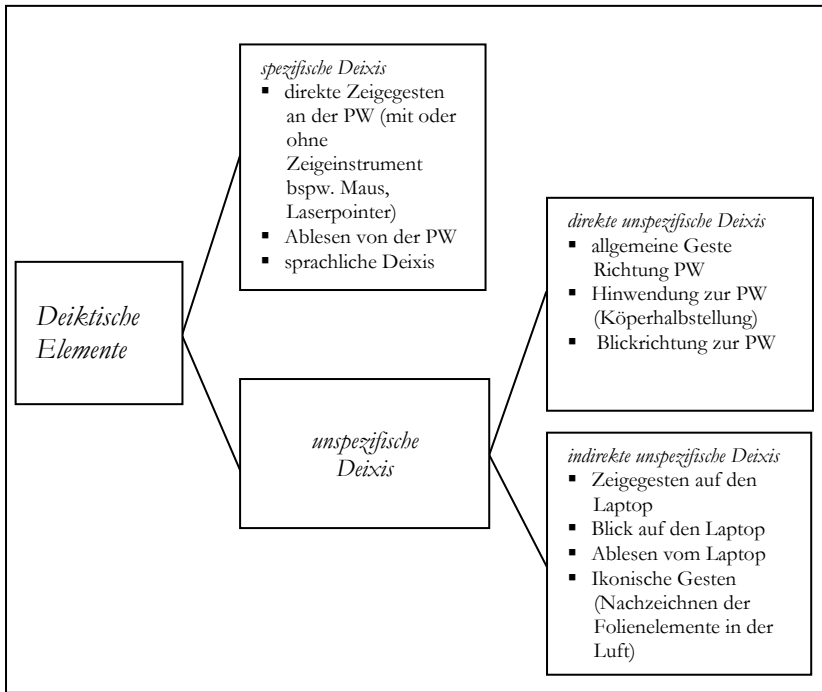 Deiktische
Elemente
spezifische Deixis
▪ direkte Zeigegesten
an der PW (mit oder
ohne
Zeigeinstrument
bspw. Maus,
Laserpointer)
▪ Ablesen von der PW
▪ sprachliche Deixis
unspezifische
Deixis
direkte unspezifische Deixis
▪ allgemeine Geste
Richtung PW
▪ Hinwendung zur PW
(Köperhalbstellung)
▪ Blickrichtung zur PW
indirekte unspezifische Deixis
▪ Zeigegesten auf den
Laptop
▪ Blick auf den Laptop
▪ Ablesen vom Laptop
▪ Ikonische Gesten
(Nachzeichnen der
Folienelemente in der
Luft)